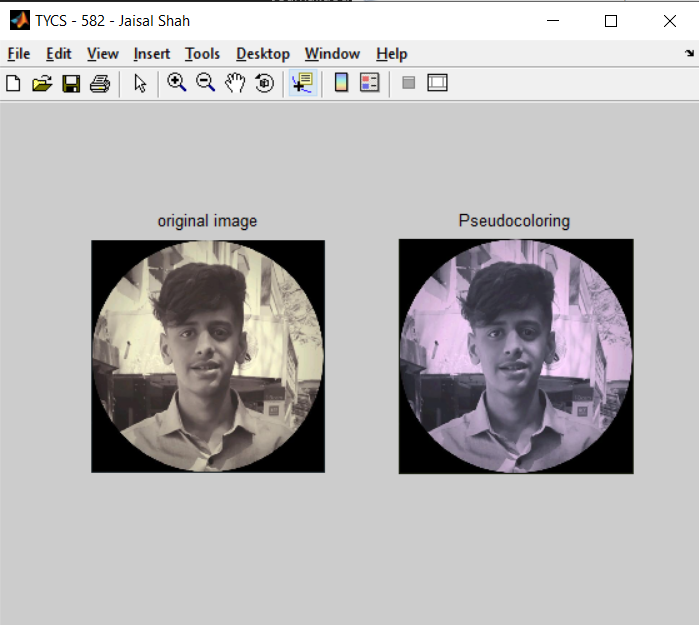 TYCS - 582 - Jaisal Shah
File Edit View Insert Tools Desktop Window Help
original image
Pseudocoloring